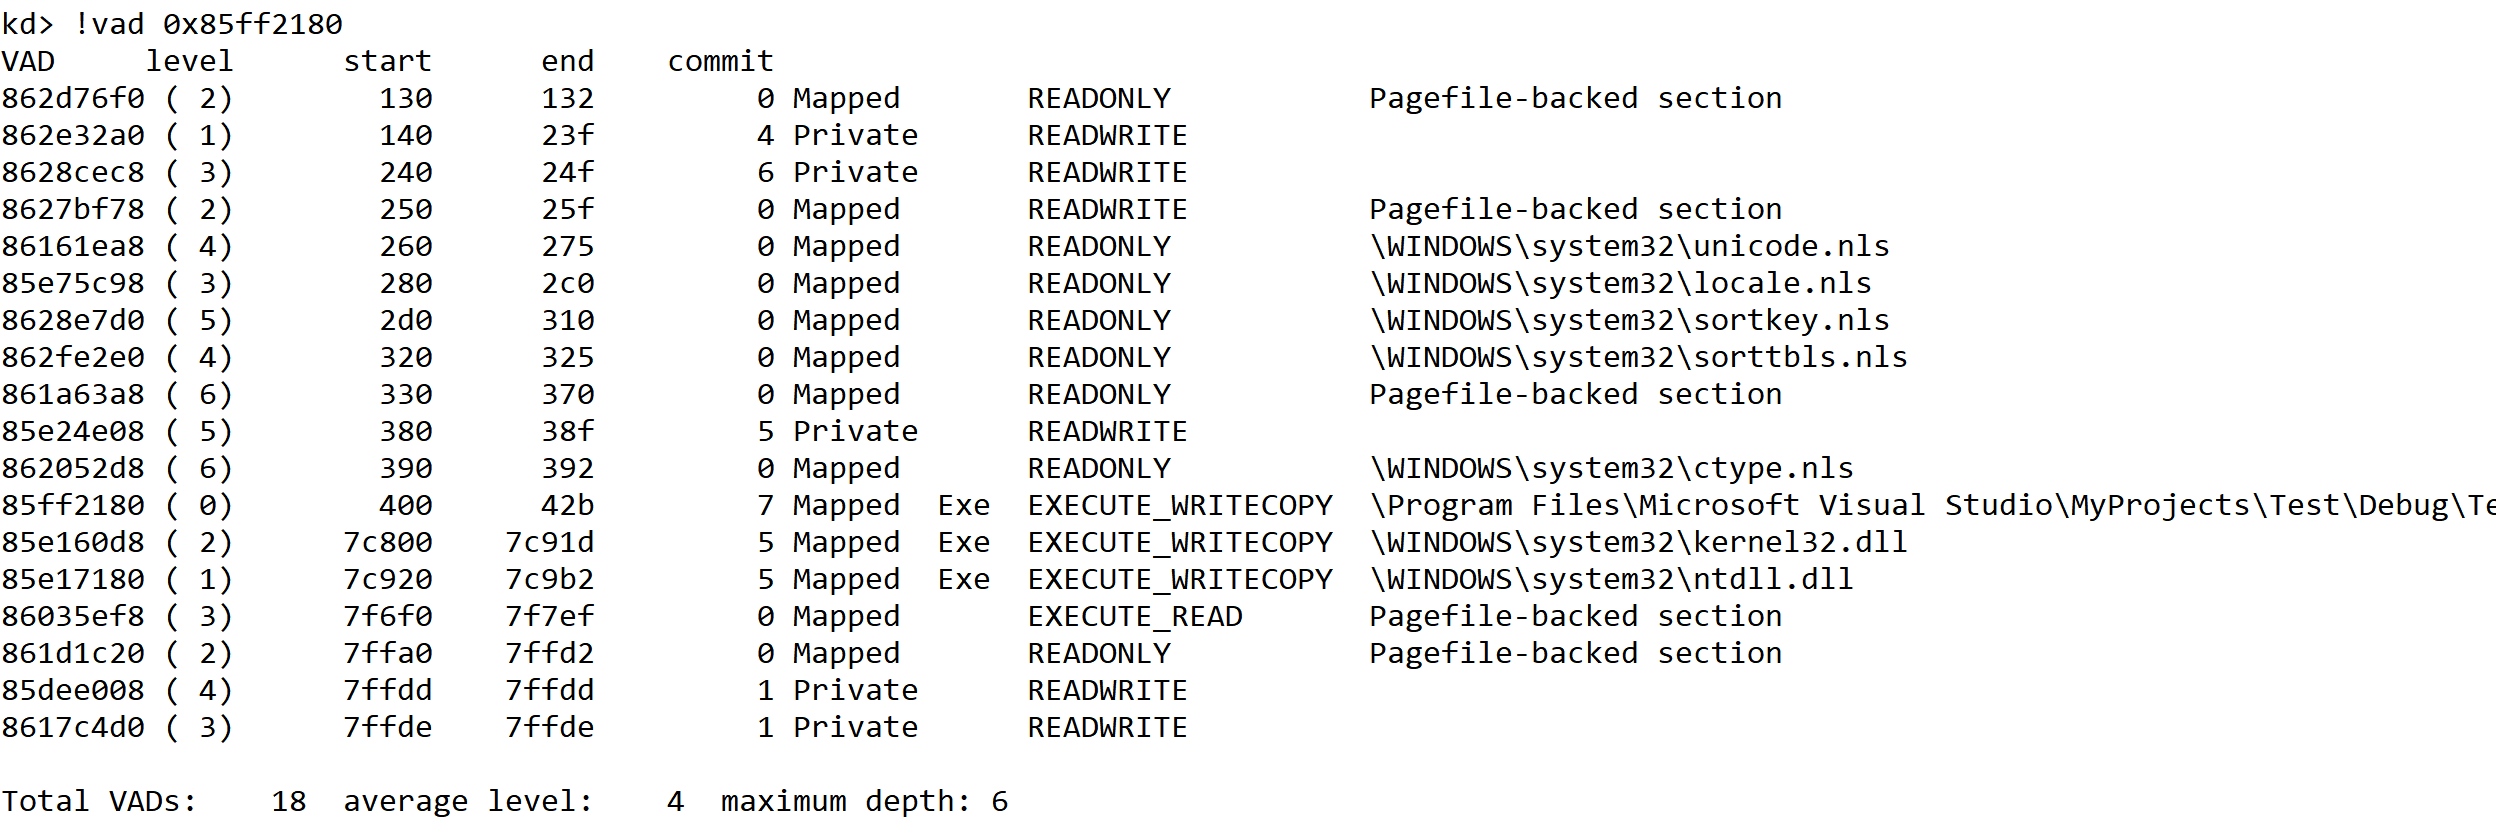 kd> !vad 0x85ff2180
VAD     level      start      end    commit
862d76f0 ( 2)        130      132         0 Mapped       READONLY           Pagefile-backed section
862e32a0 ( 1)        140      23f         4 Private      READWRITE
8628cec8 ( 3)        240      24f         6 Private      READWRITE
8627bf78 ( 2)        250      25f         0 Mapped       READWRITE          Pagefile-backed section
86161ea8 ( 4)        260      275         0 Mapped       READONLY           \WINDOWS\system32\unicode.nls
85e75c98 ( 3)        280      2c0         0 Mapped       READONLY           \WINDOWS\system32\locale.nls
8628e7d0 ( 5)        2d0      310         0 Mapped       READONLY           \WINDOWS\system32\sortkey.nls
862fe2e0 ( 4)        320      325         0 Mapped       READONLY           \WINDOWS\system32\sorttbls.nls
861a63a8 ( 6)        330      370         0 Mapped       READONLY           Pagefile-backed section
85e24e08 ( 5)        380      38f         5 Private      READWRITE
862052d8 ( 6)        390      392         0 Mapped       READONLY           \WINDOWS\system32\ctype.nls
85ff2180 ( 0)        400      42b         7 Mapped  Exe  EXECUTE_WRITECOPY  \Program Files\Microsoft Visual Studio\MyProjects\Test\Debug\Te
85e160d8 ( 2)      7c800    7c91d         5 Mapped  Exe  EXECUTE_WRITECOPY  \WINDOWS\system32\kernel32.dll
85e17180 ( 1)      7c920    7c9b2         5 Mapped  Exe  EXECUTE_WRITECOPY  \WINDOWS\system32\ntdll.dll
86035ef8 ( 3)      7f6f0    7f7ef         0 Mapped       EXECUTE_READ       Pagefile-backed section
861d1c20 ( 2)      7ffa0    7ffd2         0 Mapped       READONLY           Pagefile-backed section
85dee008 ( 4)      7ffdd    7ffdd         1 Private      READWRITE
8617c4d0 ( 3)      7ffde    7ffde         1 Private      READWRITE
Total VADs:    18  average level:    4  maximum depth: 6